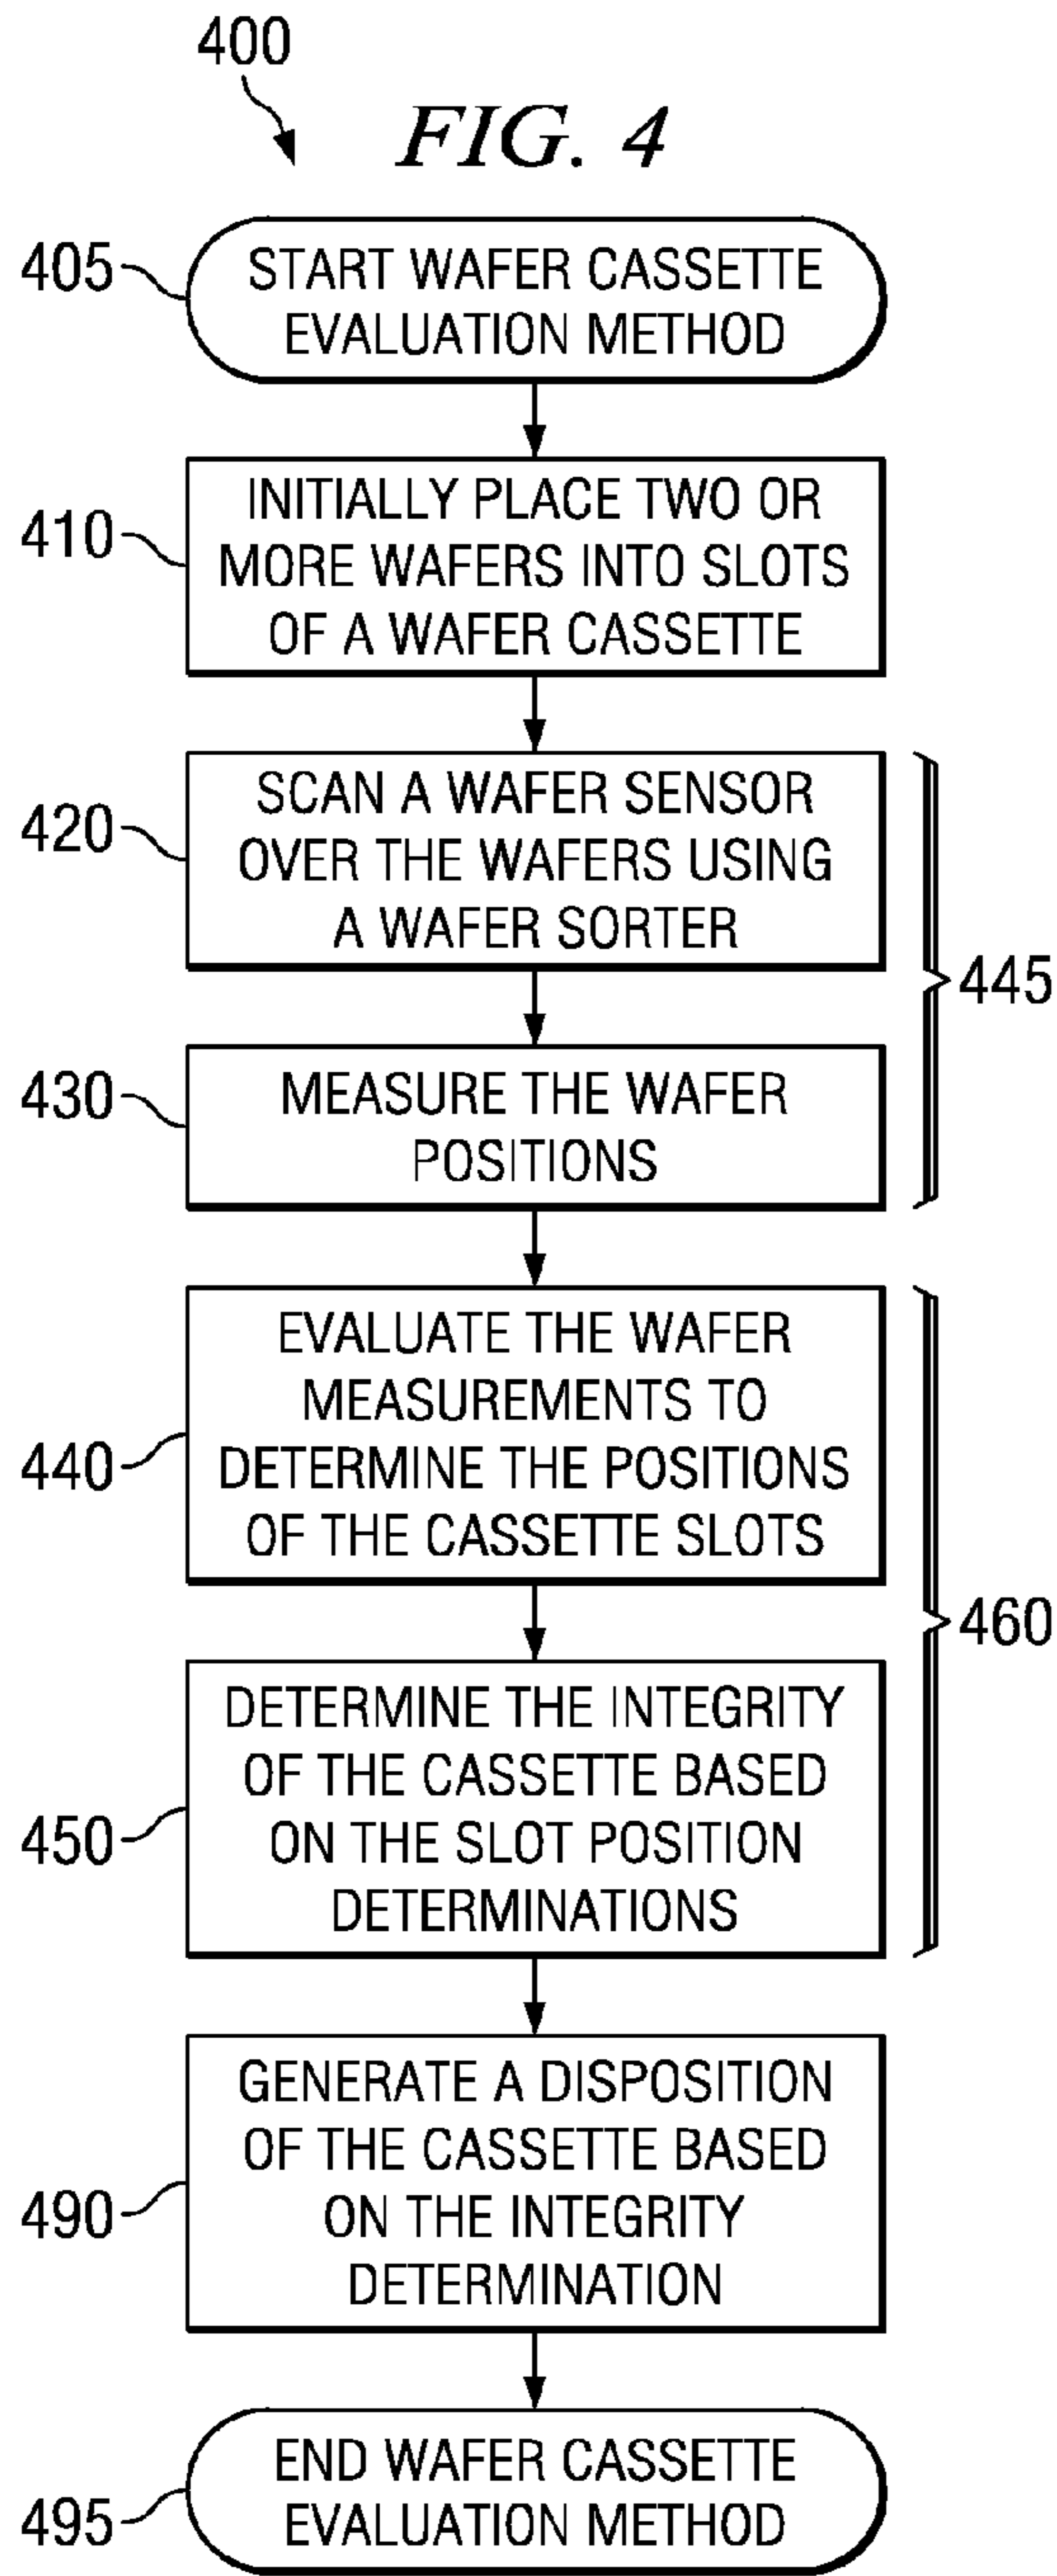 400
FIG. 4
405
START WAFER CASSETTE
EVALUATION METHOD
410
INITIALLY PLACE TWO OR
MORE WAFERS INTO SLOTS
OF A WAFER CASSETTE
420
SCAN A WAFER SENSOR
OVER THE WAFERS USING
A WAFER SORTER
445
430
MEASURE THE WAFER
POSITIONS
440
EVALUATE THE WAFER
MEASUREMENTS TO
DETERMINE THE POSITIONS
OF THE CASSETTE SLOTS
460
450
DETERMINE THE INTEGRITY
OF THE CASSETTE BASED
ON THE SLOT POSITION
DETERMINATIONS
490
GENERATE A DISPOSITION
OF THE CASSETTE BASED
ON THE INTEGRITY
DETERMINATION
495
END WAFER CASSETTE
EVALUATION METHOD